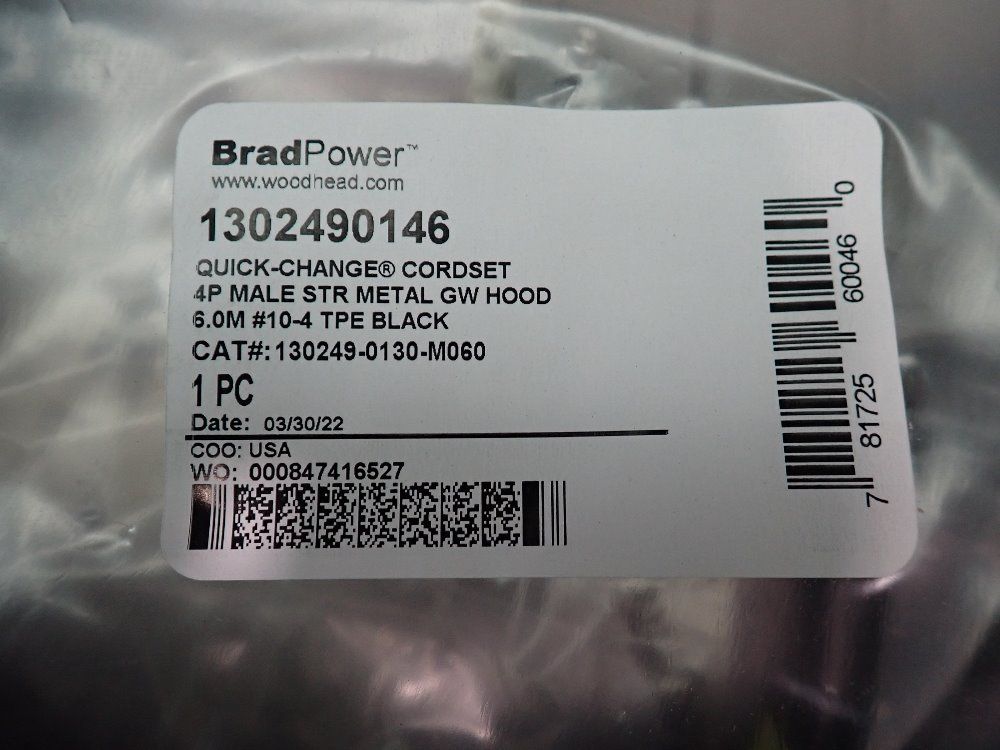 BradPower™
www.woodhead.com
1302490146
QUICK-CHANGE® CORDSET
4P MALE STR METAL GW HOOD
6.0M #10-4 TPE BLACK
CAT#: 130249-0130-M060
1 PC
Date: 03/30/22
COO: USA
WO: 000847416527
7 81725 60046 0